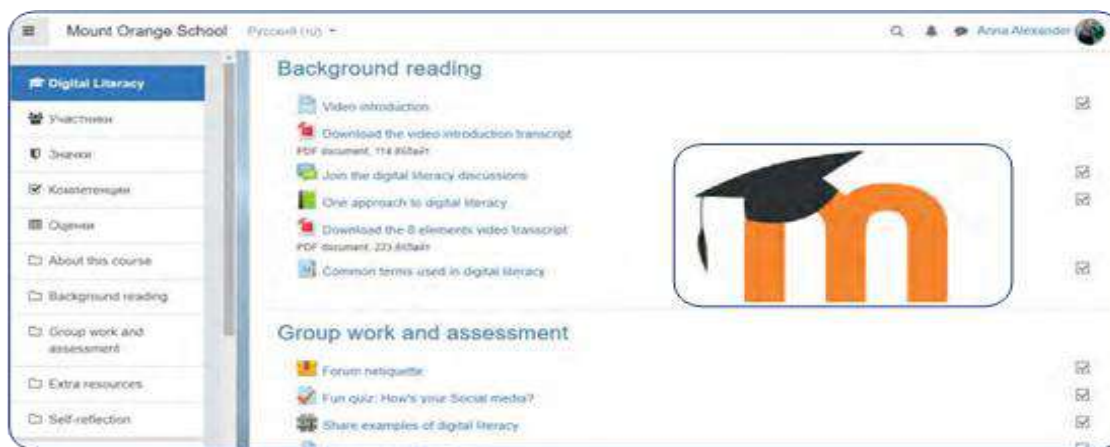 Mount Orange School Русский (ru)
Anna Alexander
Digital Literacy
Участники
Значки
Компетенции
Оценки
About this course
Background reading
Group work and
assessment
Extra resources
Self-reflection
Background reading
Video introduction
Download the video introduction transcript
PDF document, 114.8Кбайт
Join the digital literacy discussions
One approach to digital literacy
Download the 8 elements video transcript
PDF document, 223.8Кбайт
Common terms used in digital literacy
m
Group work and assessment
Forum netiquette
Fun quiz: How's your Social media?
Share examples of digital literacy